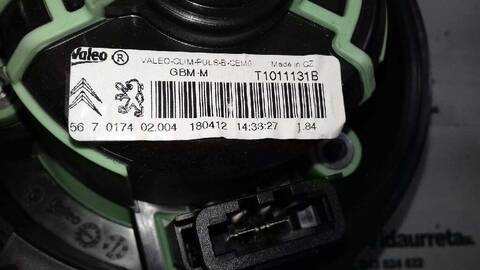 Valeo ® VALEO-CLIM-PULS-B-CEM® Made in CZ
GBM-M T1011131B
56 7 0174 02.004 180412 14:33:27 1.84